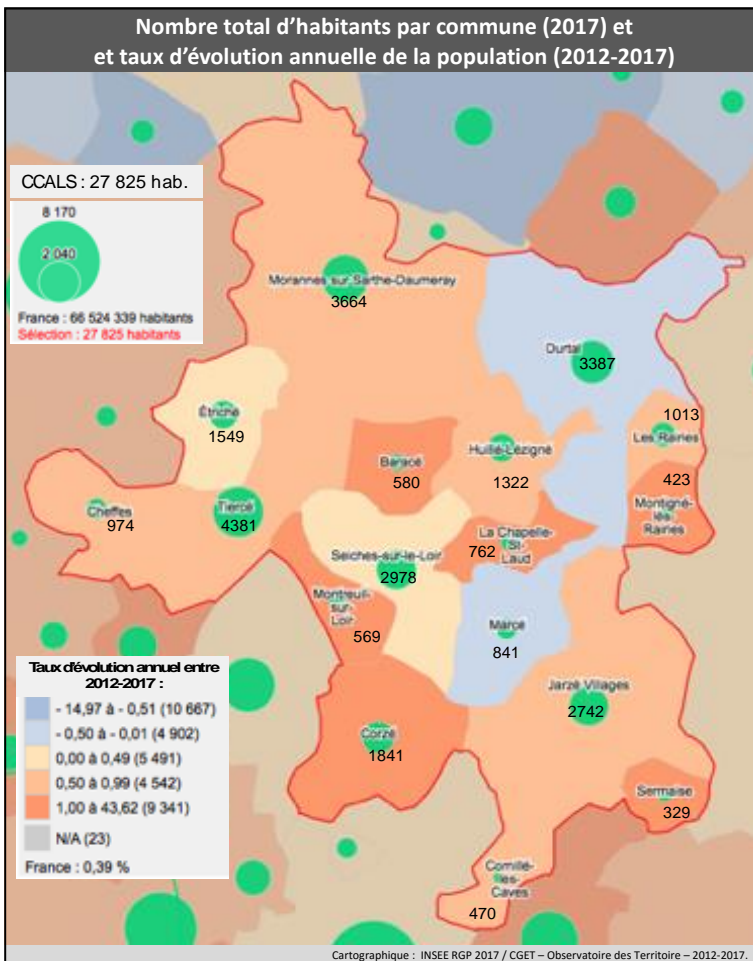 Nombre total d'habitants par commune (2017) et
et taux d'évolution annuelle de la population (2012-2017)
CCALS : 27 825 hab.
8 170
2 040
France : 66 524 339 habitants
Sélection : 27 825 habitants
Morannes sur Sarthe-Daumeray
3664
Durtal
3387
Étriché
1549
1013
Les Rairies
Baracé
580
Huillé-Lézigné
1322
423
Montigné-
lès-
Rairies
Cheffes
974
Tiercé
4381
La Chapelle-
St-
Laud
762
Seiches-sur-le-Loir
2978
Montreuil-
sur-
Loir
569
Marcé
841
Jarzé Villages
2742
Corzé
1841
Sermaise
329
Cornillé-
les-
Caves
470
Taux d'évolution annuel entre
2012-2017 :
- 14,97 à - 0,51 (10 667)
- 0,50 à - 0,01 (4 902)
0,00 à 0,49 (5 491)
0,50 à 0,99 (4 542)
1,00 à 43,62 (9 341)
N/A (23)
France : 0,39 %
Cartographique : INSEE RGP 2017 / CGET – Observatoire des Territoire – 2012-2017.